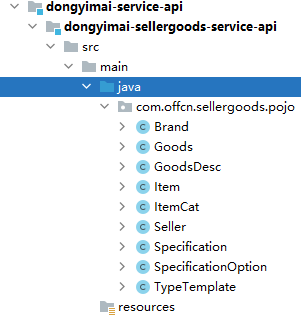 dongyimai-service-api
dongyimai-sellergoods-service-api
src
main
java
com.offcn.sellergoods.pojo
Brand
Goods
GoodsDesc
Item
ItemCat
Seller
Specification
SpecificationOption
TypeTemplate
resources